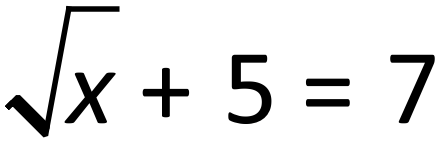 √x + 5 = 7